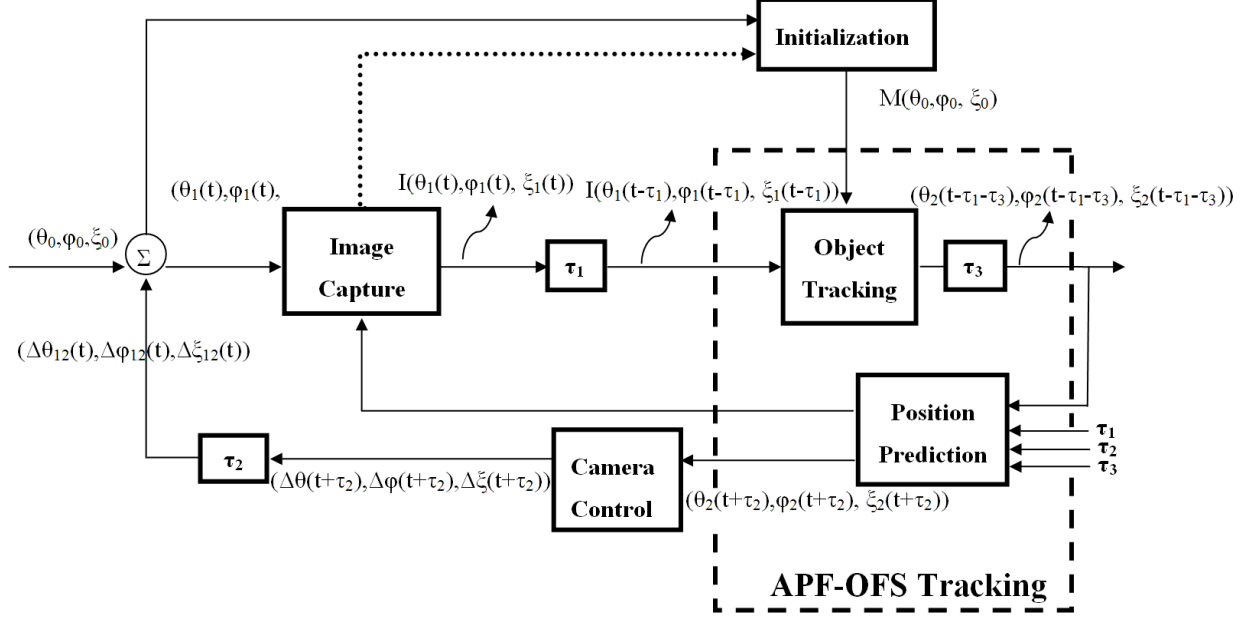 Initialization
M(θ₀,φ₀, ξ₀)
I(θ₁(t),φ₁(t), ξ₁(t))
I(θ₁(t-τ₁),φ₁(t-τ₁), ξ₁(t-τ₁))
(θ₂(t-τ₁-τ₃),φ₂(t-τ₁-τ₃), ξ₂(t-τ₁-τ₃))
(θ₁(t),φ₁(t),
(θ₀,φ₀,ξ₀)
Σ
Image
Capture
τ₁
Object
Tracking
τ₃
(Δθ₁₂(t),Δφ₁₂(t),Δξ₁₂(t))
Position
Prediction
τ₁
τ₂
τ₃
τ₂
(Δθ(t+τ₂),Δφ(t+τ₂),Δξ(t+τ₂))
Camera
Control
(θ₂(t+τ₂),φ₂(t+τ₂), ξ₂(t+τ₂))
APF-OFS Tracking